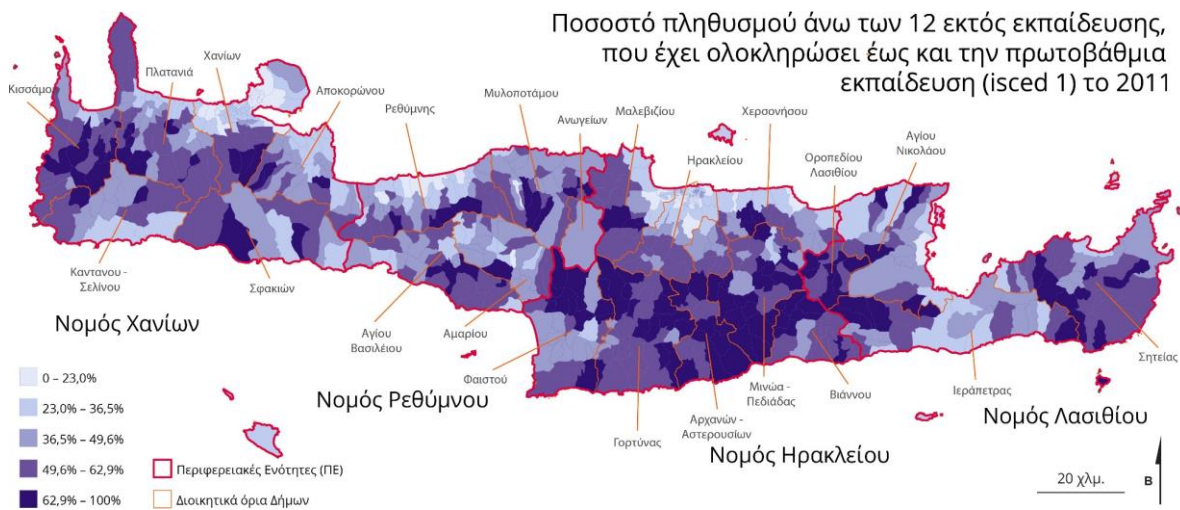 Ποσοστό πληθυσμού άνω των 12 εκτός εκπαίδευσης,
που έχει ολοκληρώσει έως και την πρωτοβάθμια
εκπαίδευση (isced 1) το 2011
Χανίων
Πλατανιά
Κισσάμου
Αποκορώνου
Ρεθύμνης
Μυλοποτάμου
Ανωγείων
Μαλεβιζίου
Ηρακλείου
Χερσονήσου
Οροπεδίου
Λασιθίου
Αγίου
Νικολάου
Καντανου -
Σελίνου
Σφακιών
Αγίου
Βασιλείου
Αμαρίου
Φαιστού
Γορτύνας
Αρχανών -
Αστερουσίων
Μινώα -
Πεδιάδας
Βιάννου
Ιεράπετρας
Σητείας
Νομός Χανίων
Νομός Ρεθύμνου
Νομός Ηρακλείου
Νομός Λασιθίου
0 – 23,0%
23,0% – 36,5%
36,5% – 49,6%
49,6% – 62,9%
62,9% – 100%
Περιφερειακές Ενότητες (ΠΕ)
Διοικητικά όρια Δήμων
20 χλμ.
Β